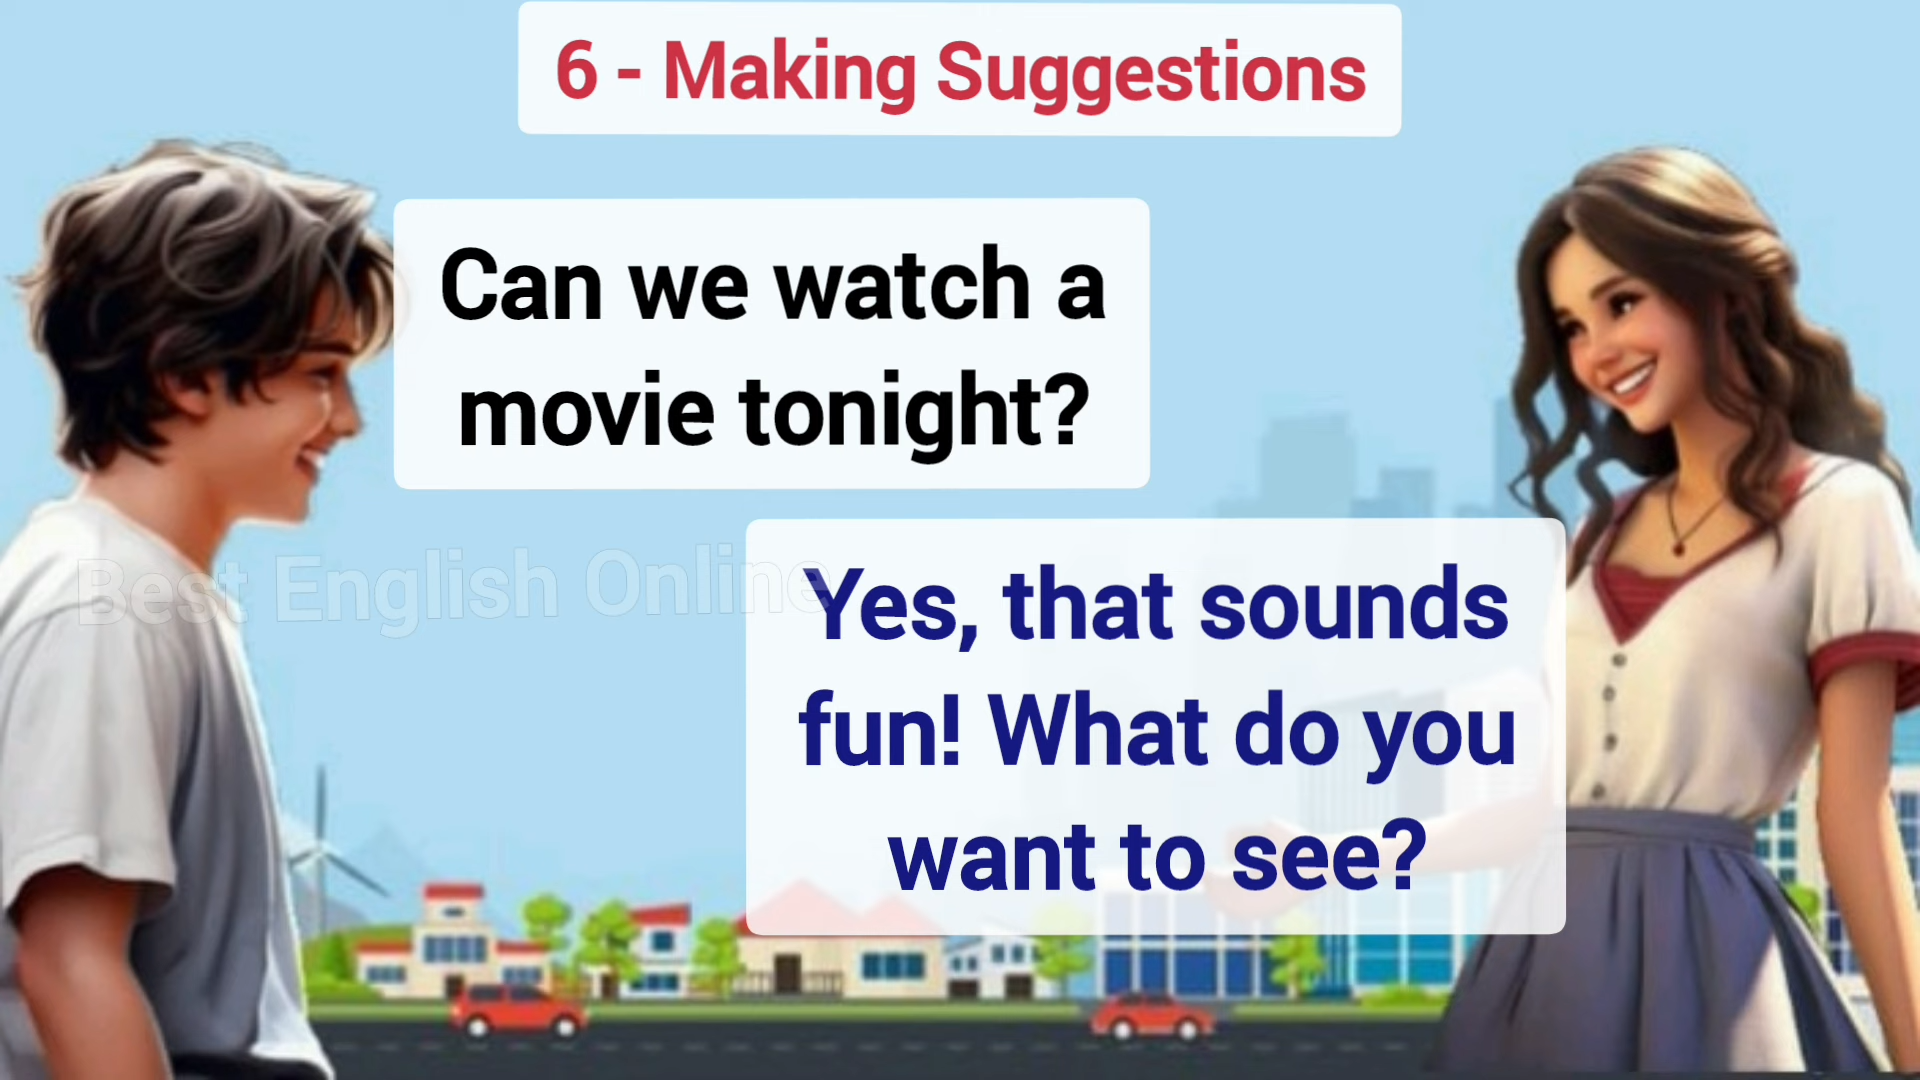 6 - Making Suggestions
Can we watch a
movie tonight?
Best English Online
Yes, that sounds
fun! What do you
want to see?